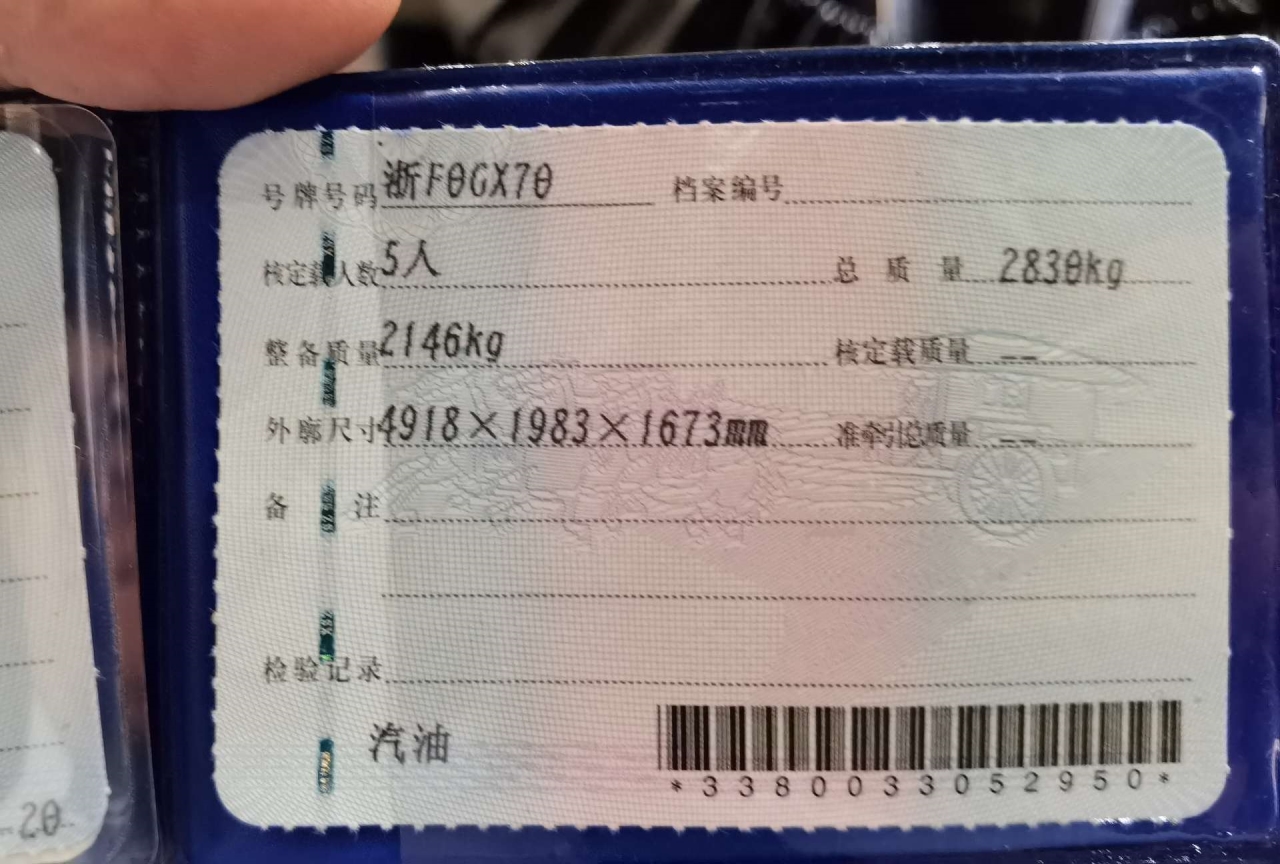 号牌号码 浙F0GX70 档案编号
核定载人数 5人 总质量 2830kg
整备质量 2146kg 核定载质量 --
外廓尺寸 4918×1983×1673mm 准牵引总质量 --
备注
检验记录
汽油
*3380033052950*
20